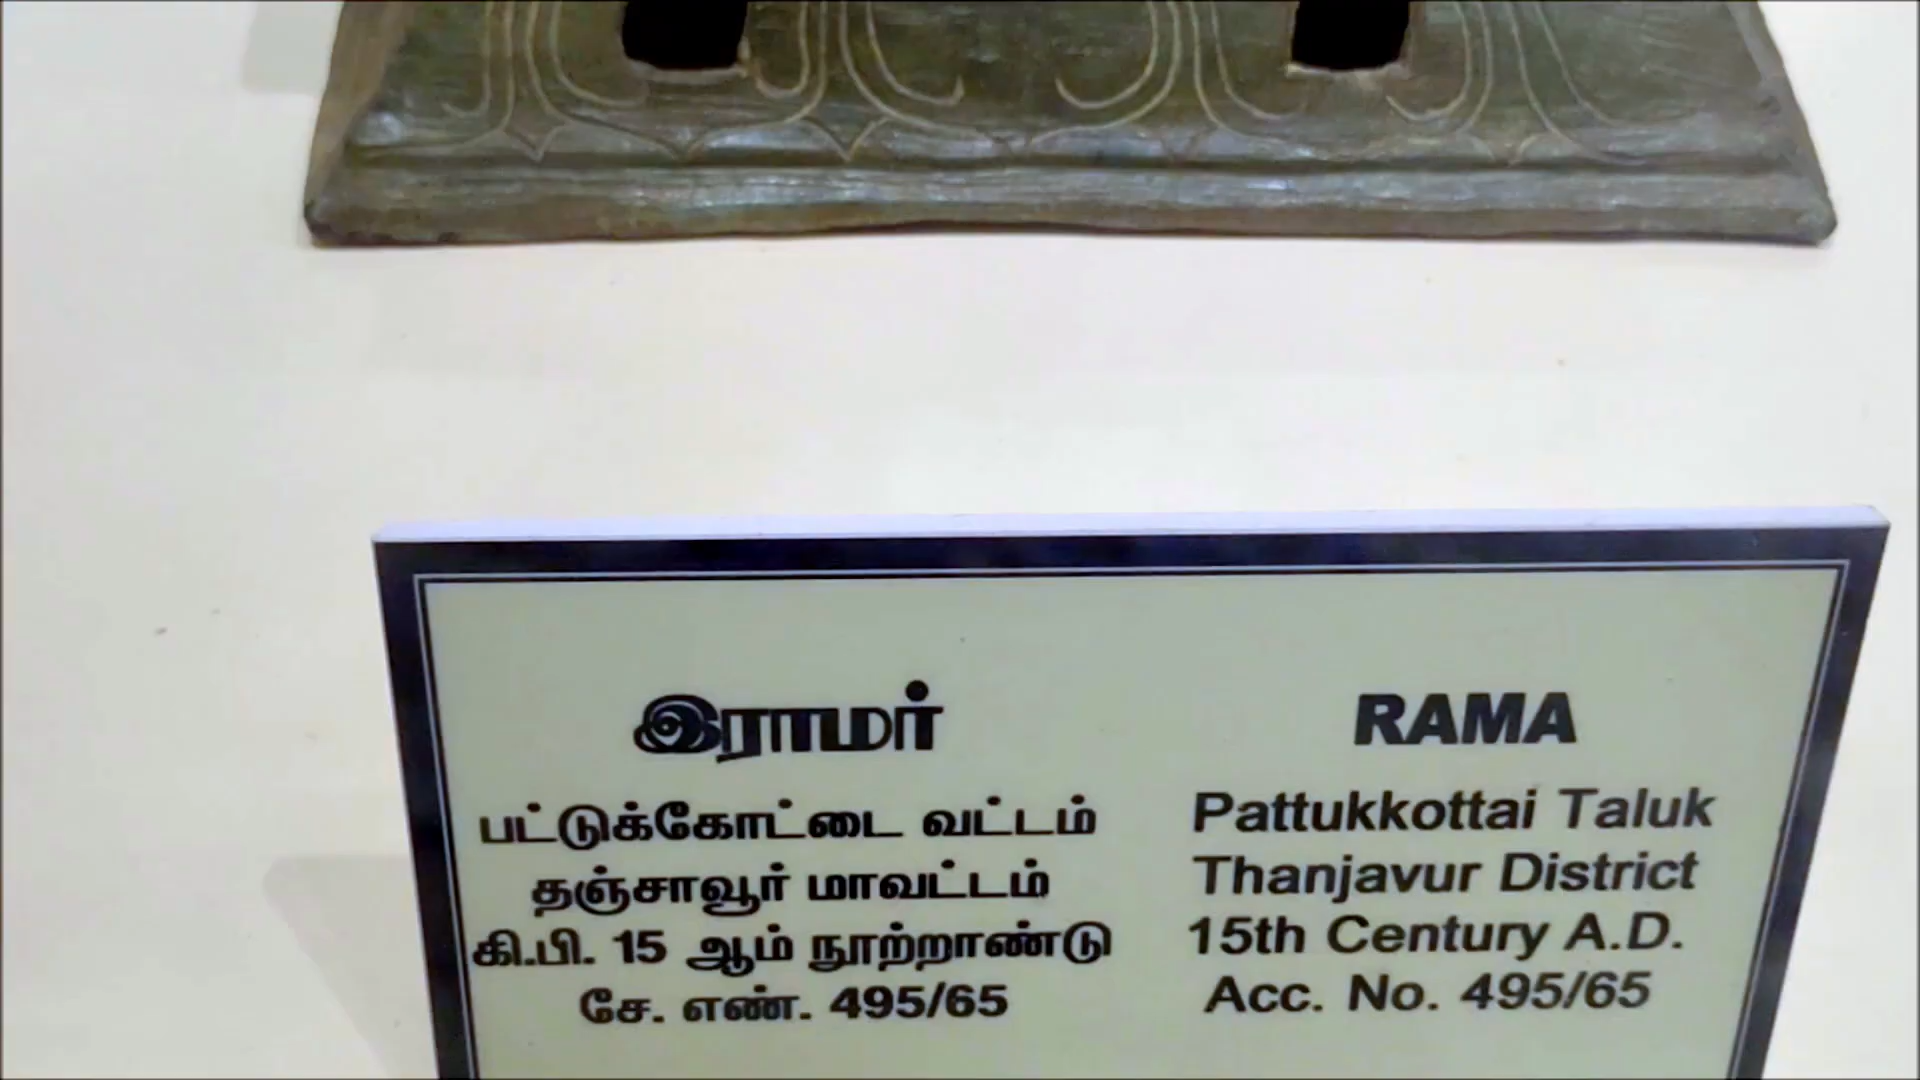 இராமர்
பட்டுக்கோட்டை வட்டம்
தஞ்சாவூர் மாவட்டம்
கி.பி. 15 ஆம் நூற்றாண்டு
சே. எண். 495/65
RAMA
Pattukkottai Taluk
Thanjavur District
15th Century A.D.
Acc. No. 495/65